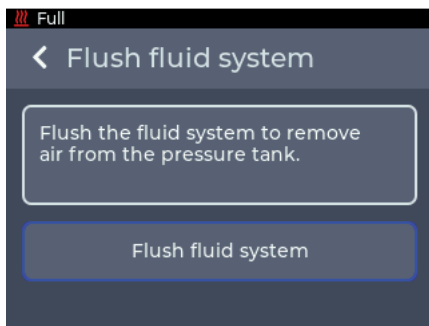 Full
Flush fluid system
Flush the fluid system to remove
air from the pressure tank.
Flush fluid system